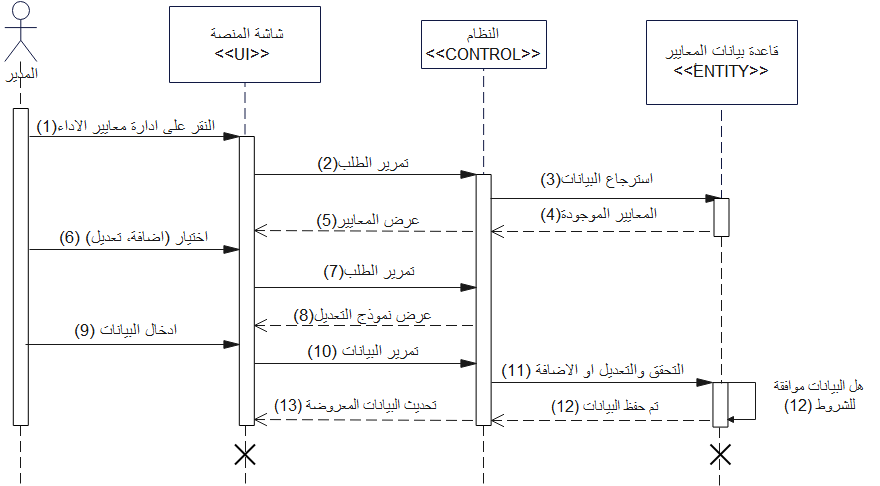 المدير
شاشة المنصة
<<UI>>
النظام
<<CONTROL>>
قاعدة بيانات المعايير
<<ENTITY>>
النقر على ادارة معايير الاداء(1)
تمرير الطلب(2)
استرجاع البيانات(3)
المعايير الموجودة(4)
عرض المعايير(5)
اختيار (اضافة، تعديل) (6)
تمرير الطلب(7)
عرض نموذج التعديل(8)
ادخال البيانات (9)
تمرير البيانات (10)
التحقق والتعديل او الاضافة (11)
هل البيانات موافقة
للشروط (12)
تم حفظ البيانات (12)
تحديث البيانات المعروضة (13)